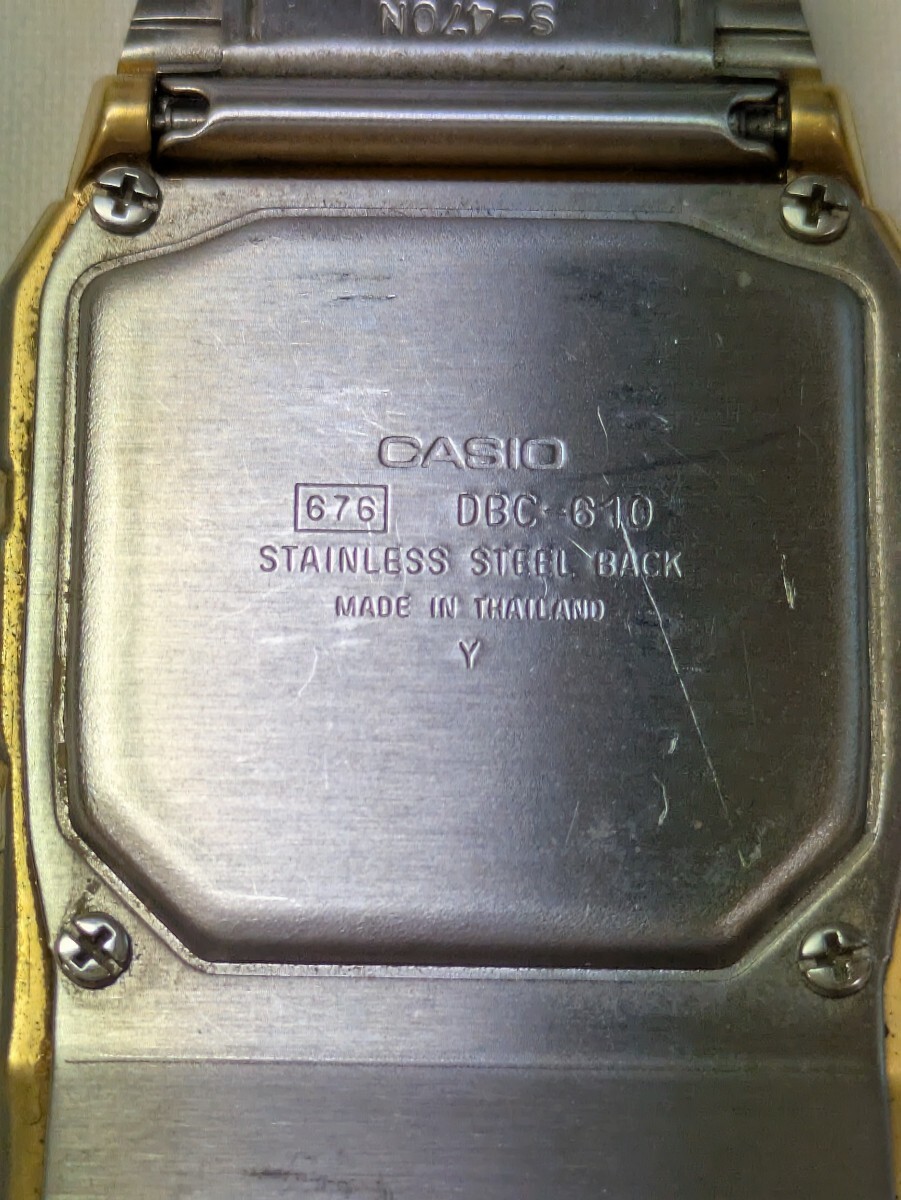 S-470N
CASIO
676 DBC-610
STAINLESS STEEL BACK
MADE IN THAILAND
Y